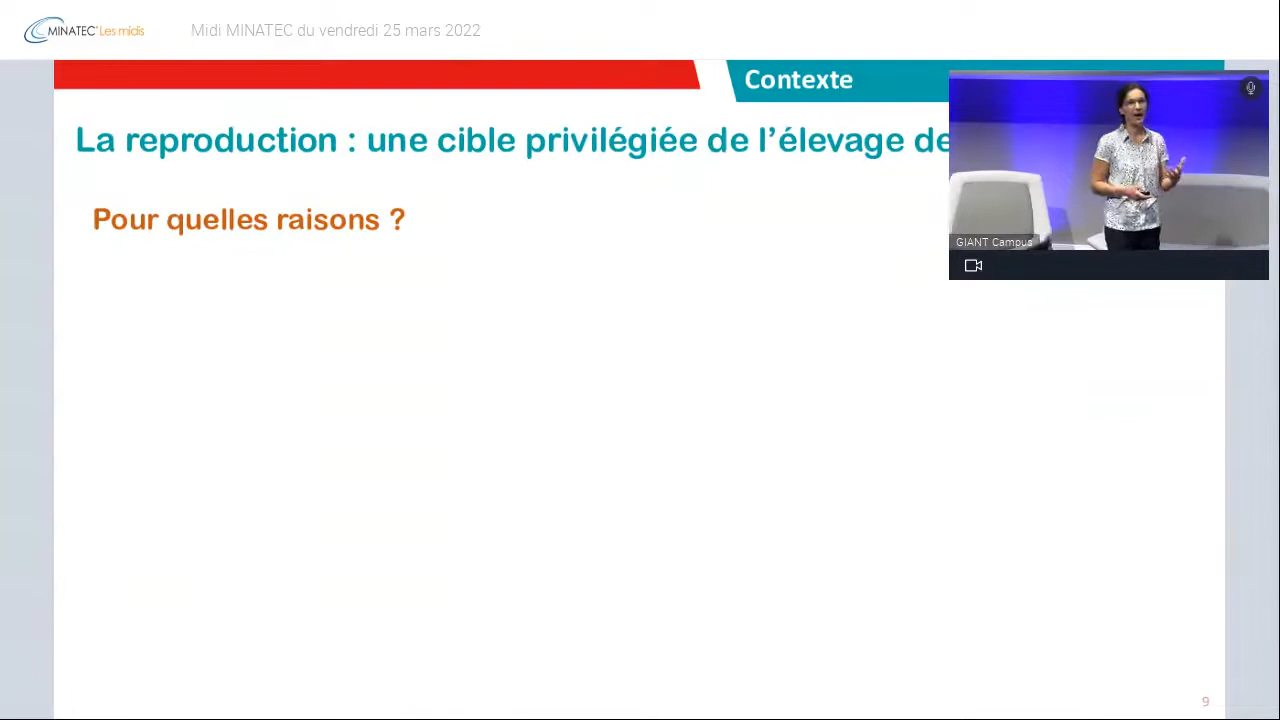 MINATEC Les midis
Midi MINATEC du vendredi 25 mars 2022
Contexte
La reproduction : une cible privilégiée de l’élevage de
Pour quelles raisons ?
GIANT Campus
9